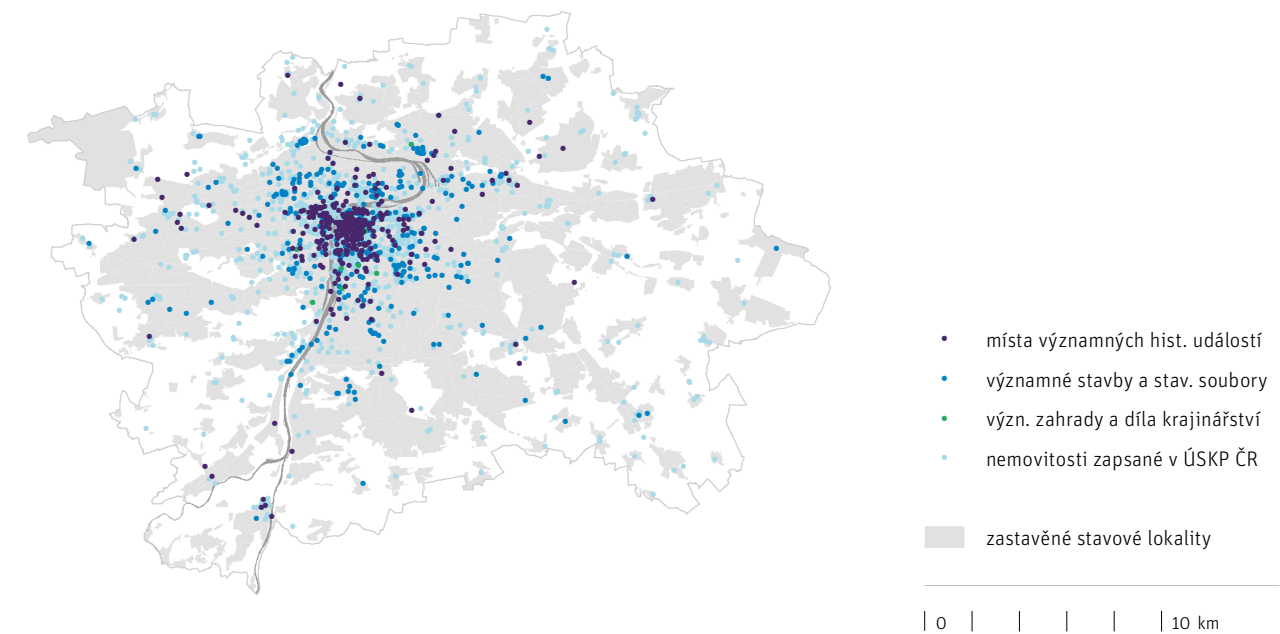 místa významných hist. událostí
významné stavby a stav. soubory
význ. zahrady a díla krajinářství
nemovitosti zapsané v ÚSKP ČR
zastavěné stavové lokality
0 10 km